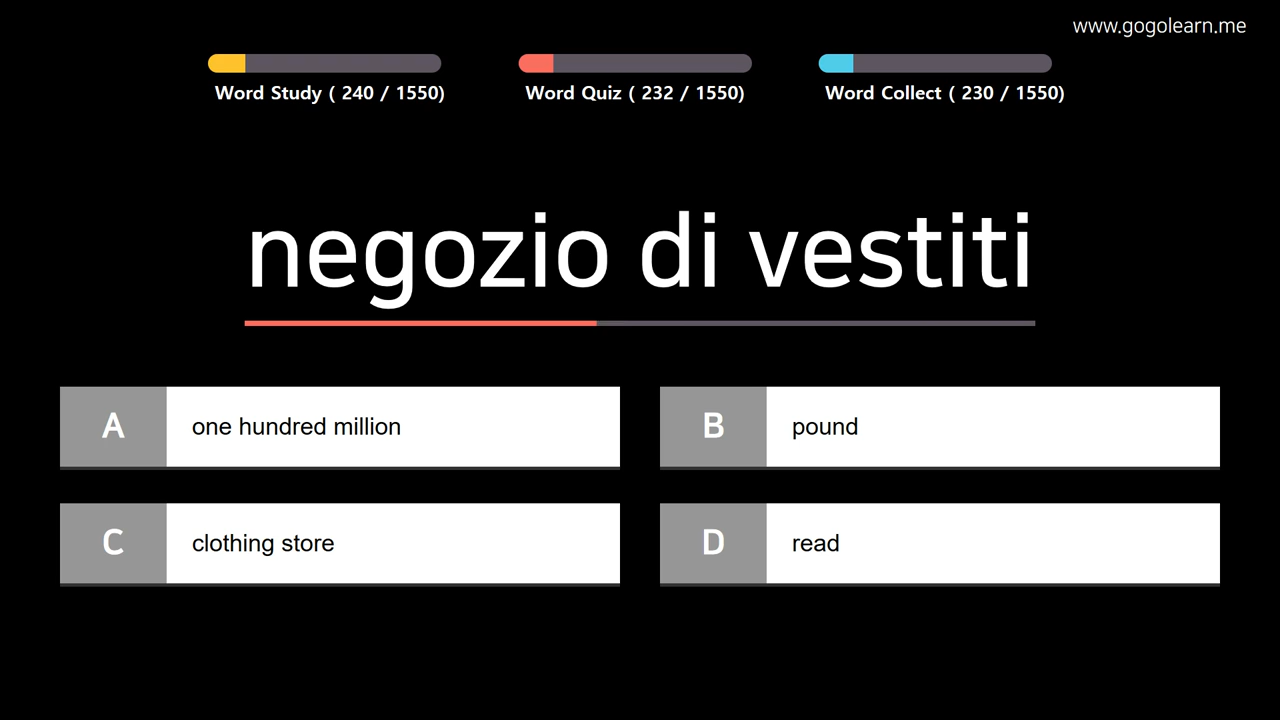 www.gogolearn.me
Word Study ( 240 / 1550)
Word Quiz ( 232 / 1550)
Word Collect ( 230 / 1550)
negozio di vestiti
A
one hundred million
B
pound
C
clothing store
D
read